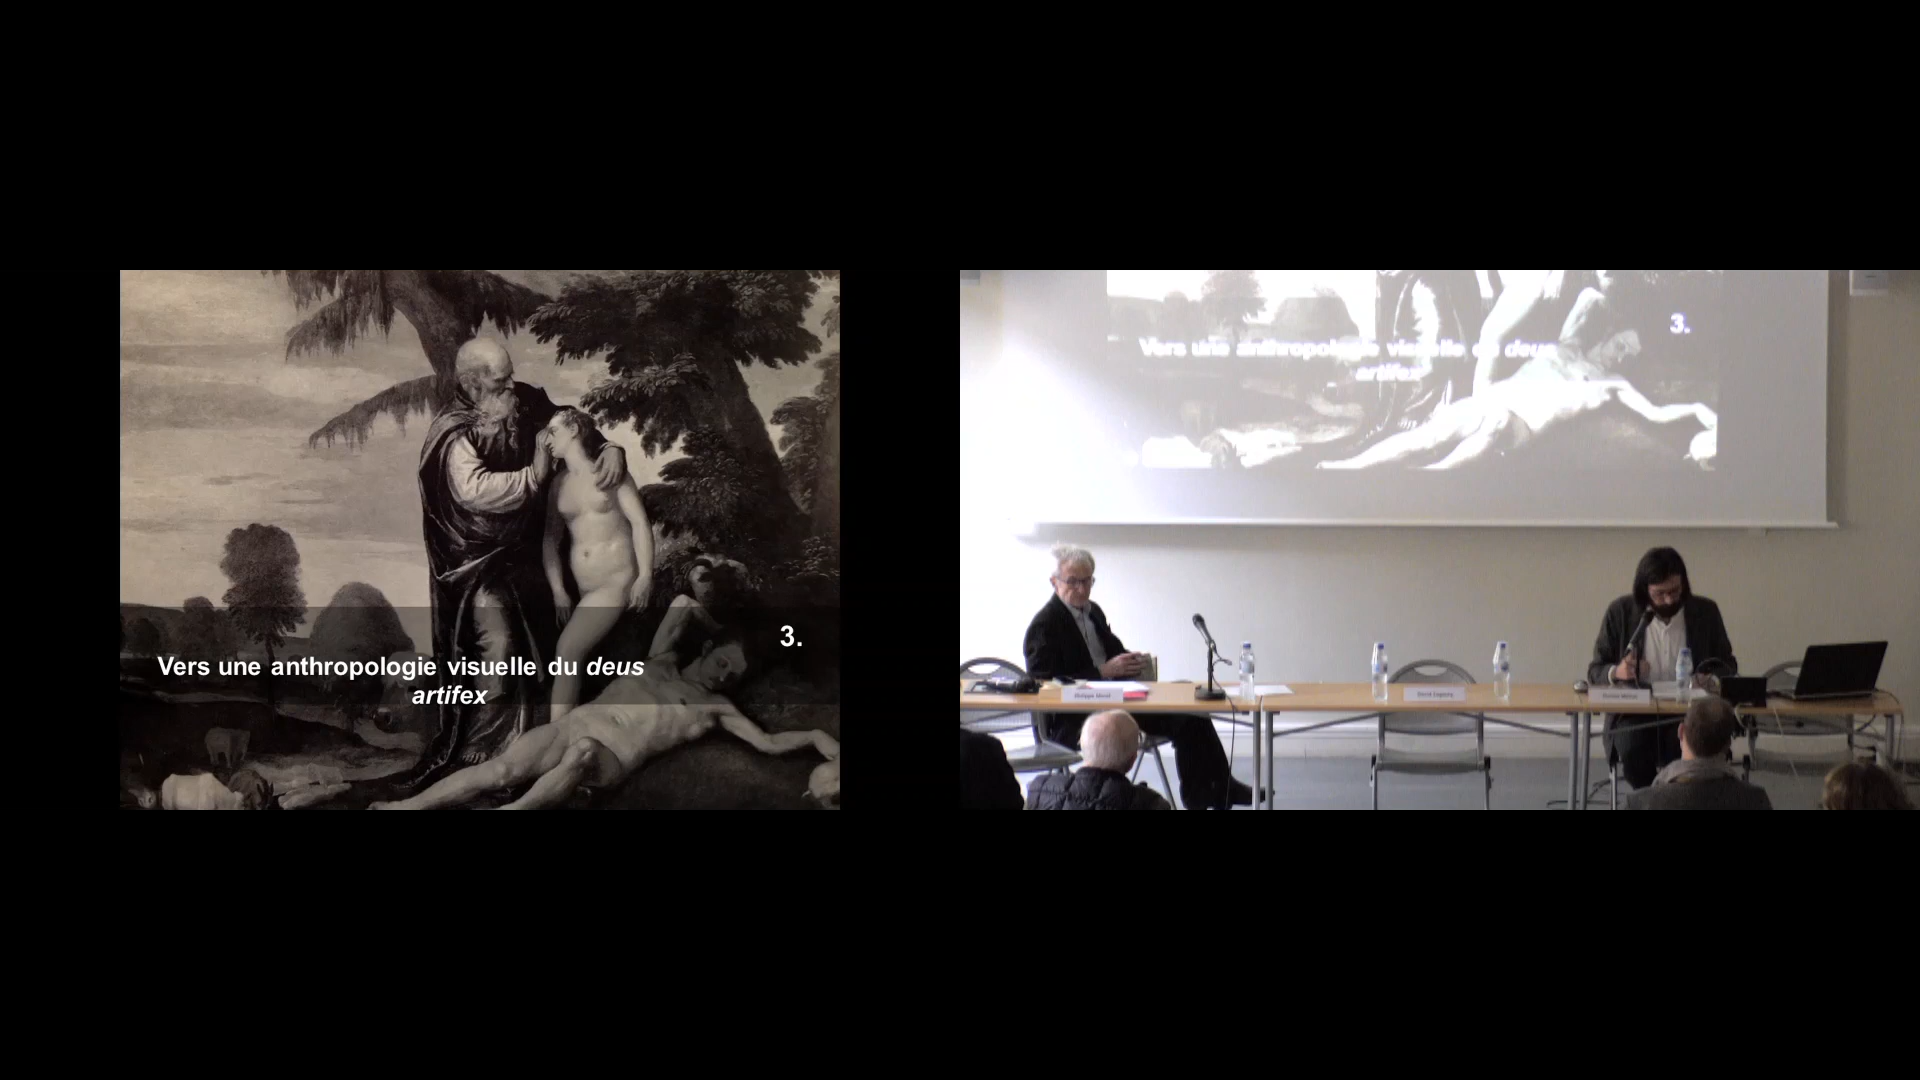 3.
Vers une anthropologie visuelle du deus
artifex
3.
Vers une anthropologie visuelle du deus
artifex